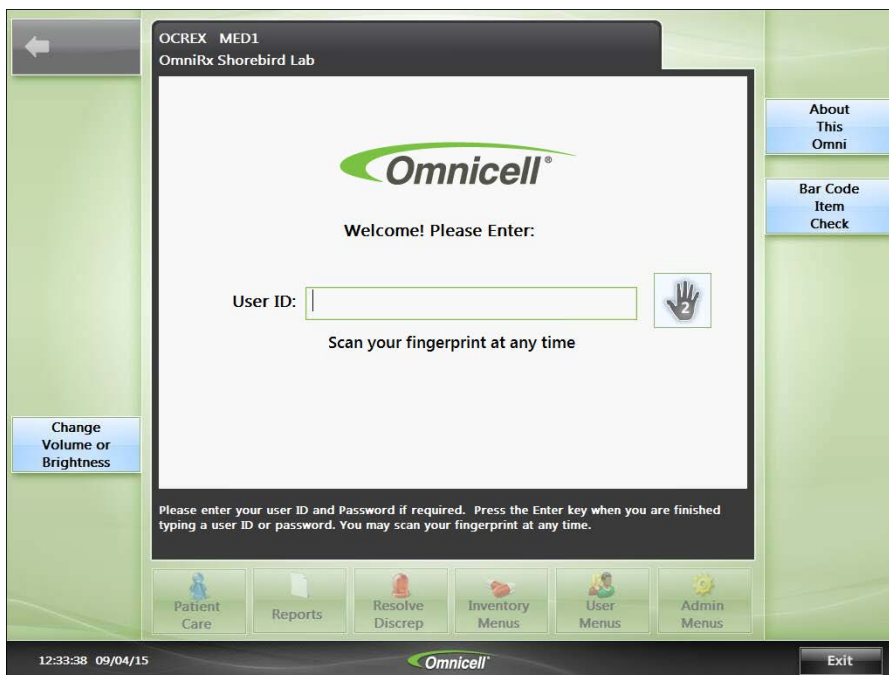 OCREX MED1
OmniRx Shorebird Lab
About
This
Omni
Omnicell®
Bar Code
Item
Check
Welcome! Please Enter:
User ID:
2
Scan your fingerprint at any time
Change
Volume or
Brightness
Please enter your user ID and Password if required. Press the Enter key when you are finished
typing a user ID or password. You may scan your fingerprint at any time.
Patient
Care
Reports
Resolve
Discrep
Inventory
Menus
User
Menus
Admin
Menus
12:33:38 09/04/15
Omnicell
Exit